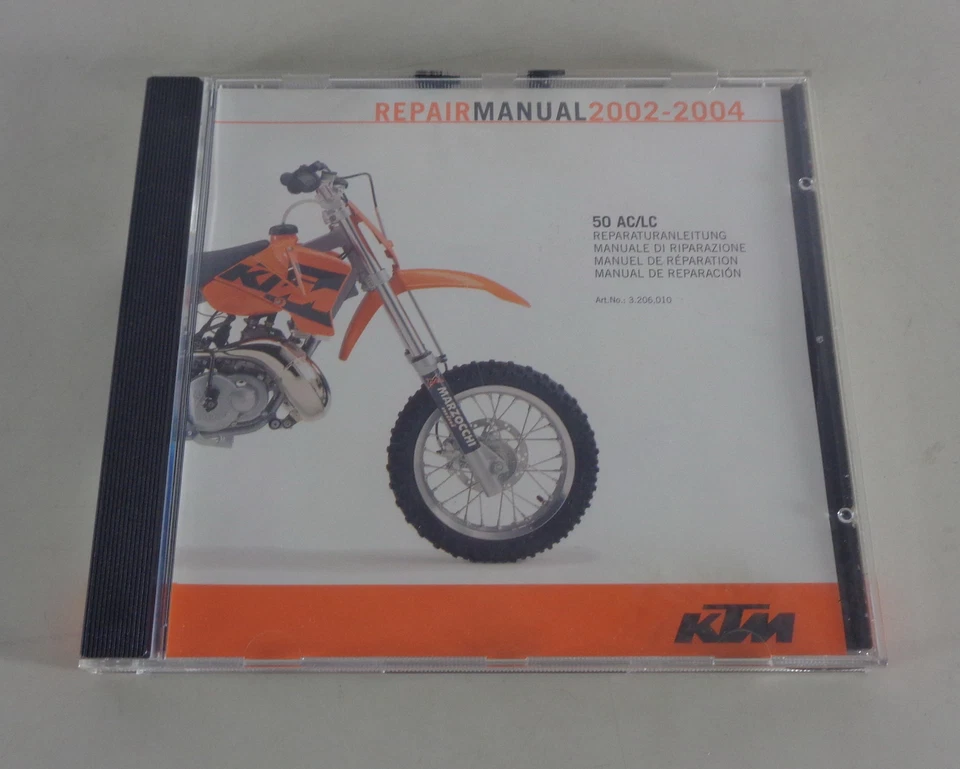 REPAIRMANUAL2002-2004
50 AC/LC
REPARATURANLEITUNG
MANUALE DI RIPARAZIONE
MANUEL DE RÉPARATION
MANUAL DE REPARACIÓN
Art.No.: 3.206.010
KTM
MARZOCCHI
KTM